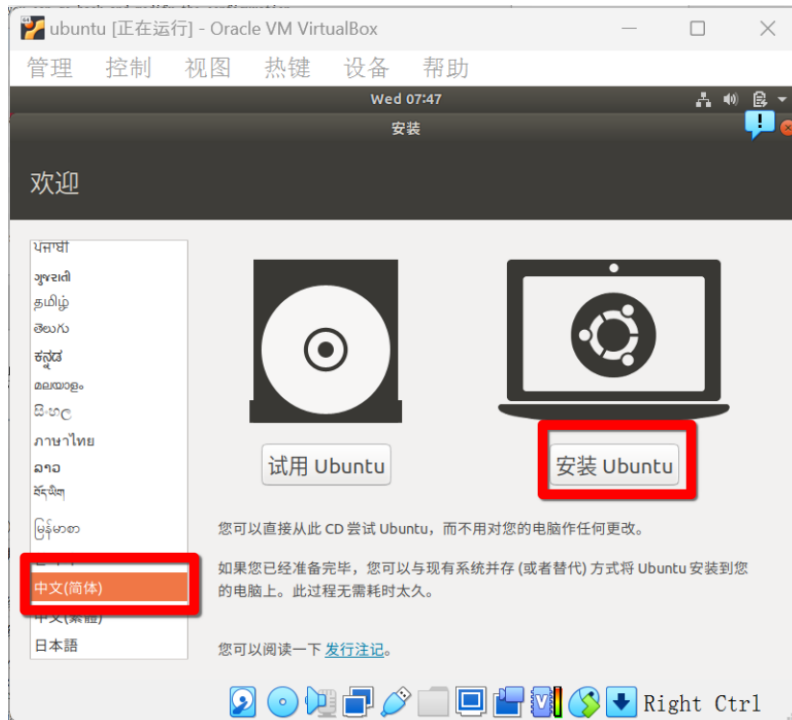 ubuntu [正在运行] - Oracle VM VirtualBox
管理 控制 视图 热键 设备 帮助
Wed 07:47
安装
欢迎
ਪੰਜਾਬੀ
ગુજરાતી
தமிழ்
తెలుగు
ಕನ್ನಡ
മലയാളം
සිංහල
ภาษาไทย
ລາວ
བོད་ཡིག
မြန်မာစာ
中文(简体)
中文(繁體)
日本語
试用 Ubuntu
安装 Ubuntu
您可以直接从此 CD 尝试 Ubuntu，而不用对您的电脑作任何更改。
如果您已经准备完毕，您可以与现有系统并存 (或者替代) 方式将 Ubuntu 安装到您
的电脑上。此过程无需耗时太久。
您可以阅读一下 发行注记。
Right Ctrl